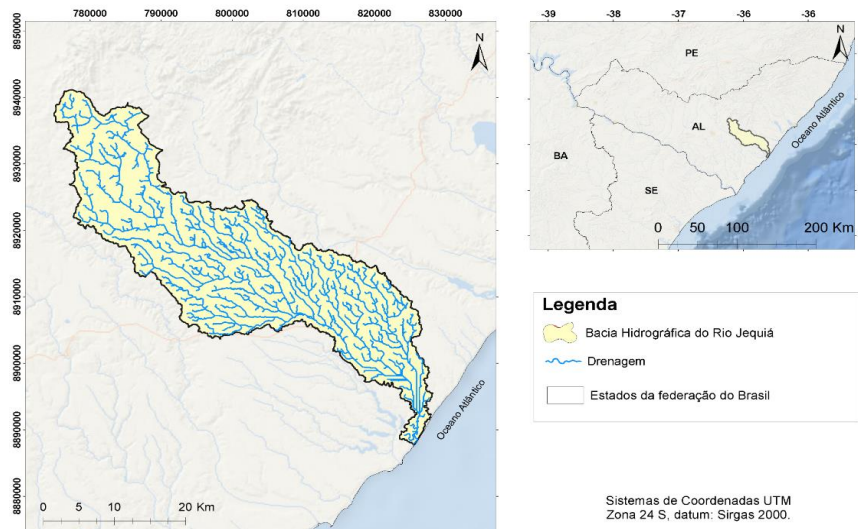 780000 790000 800000 810000 820000 830000
8950000
8940000
8930000
8920000
8910000
8900000
8890000
8880000
N
Oceano Atlântico
0 5 10 20 Km
-39 -38 -37 -36 -36
N
PE
AL
BA
SE
Oceano Atlântico
0 50 100 200 Km
Legenda
Bacia Hidrográfica do Rio Jequiá
Drenagem
Estados da federação do Brasil
Sistemas de Coordenadas UTM
Zona 24 S, datum: Sirgas 2000.